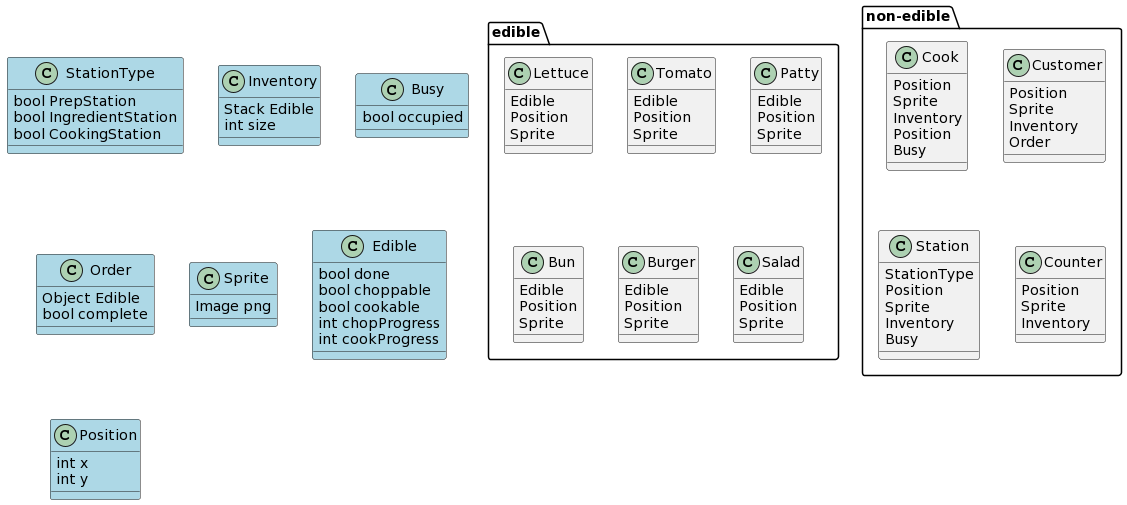 C StationType
bool PrepStation
bool IngredientStation
bool CookingStation
C Inventory
Stack Edible
int size
C Busy
bool occupied
edible
C Lettuce
Edible
Position
Sprite
C Tomato
Edible
Position
Sprite
C Patty
Edible
Position
Sprite
non-edible
C Cook
Position
Sprite
Inventory
Position
Busy
C Customer
Position
Sprite
Inventory
Order
C Order
Object Edible
bool complete
C Sprite
Image png
C Edible
bool done
bool choppable
bool cookable
int chopProgress
int cookProgress
C Bun
Edible
Position
Sprite
C Burger
Edible
Position
Sprite
C Salad
Edible
Position
Sprite
C Station
StationType
Position
Sprite
Inventory
Busy
C Counter
Position
Sprite
Inventory
C Position
int x
int y